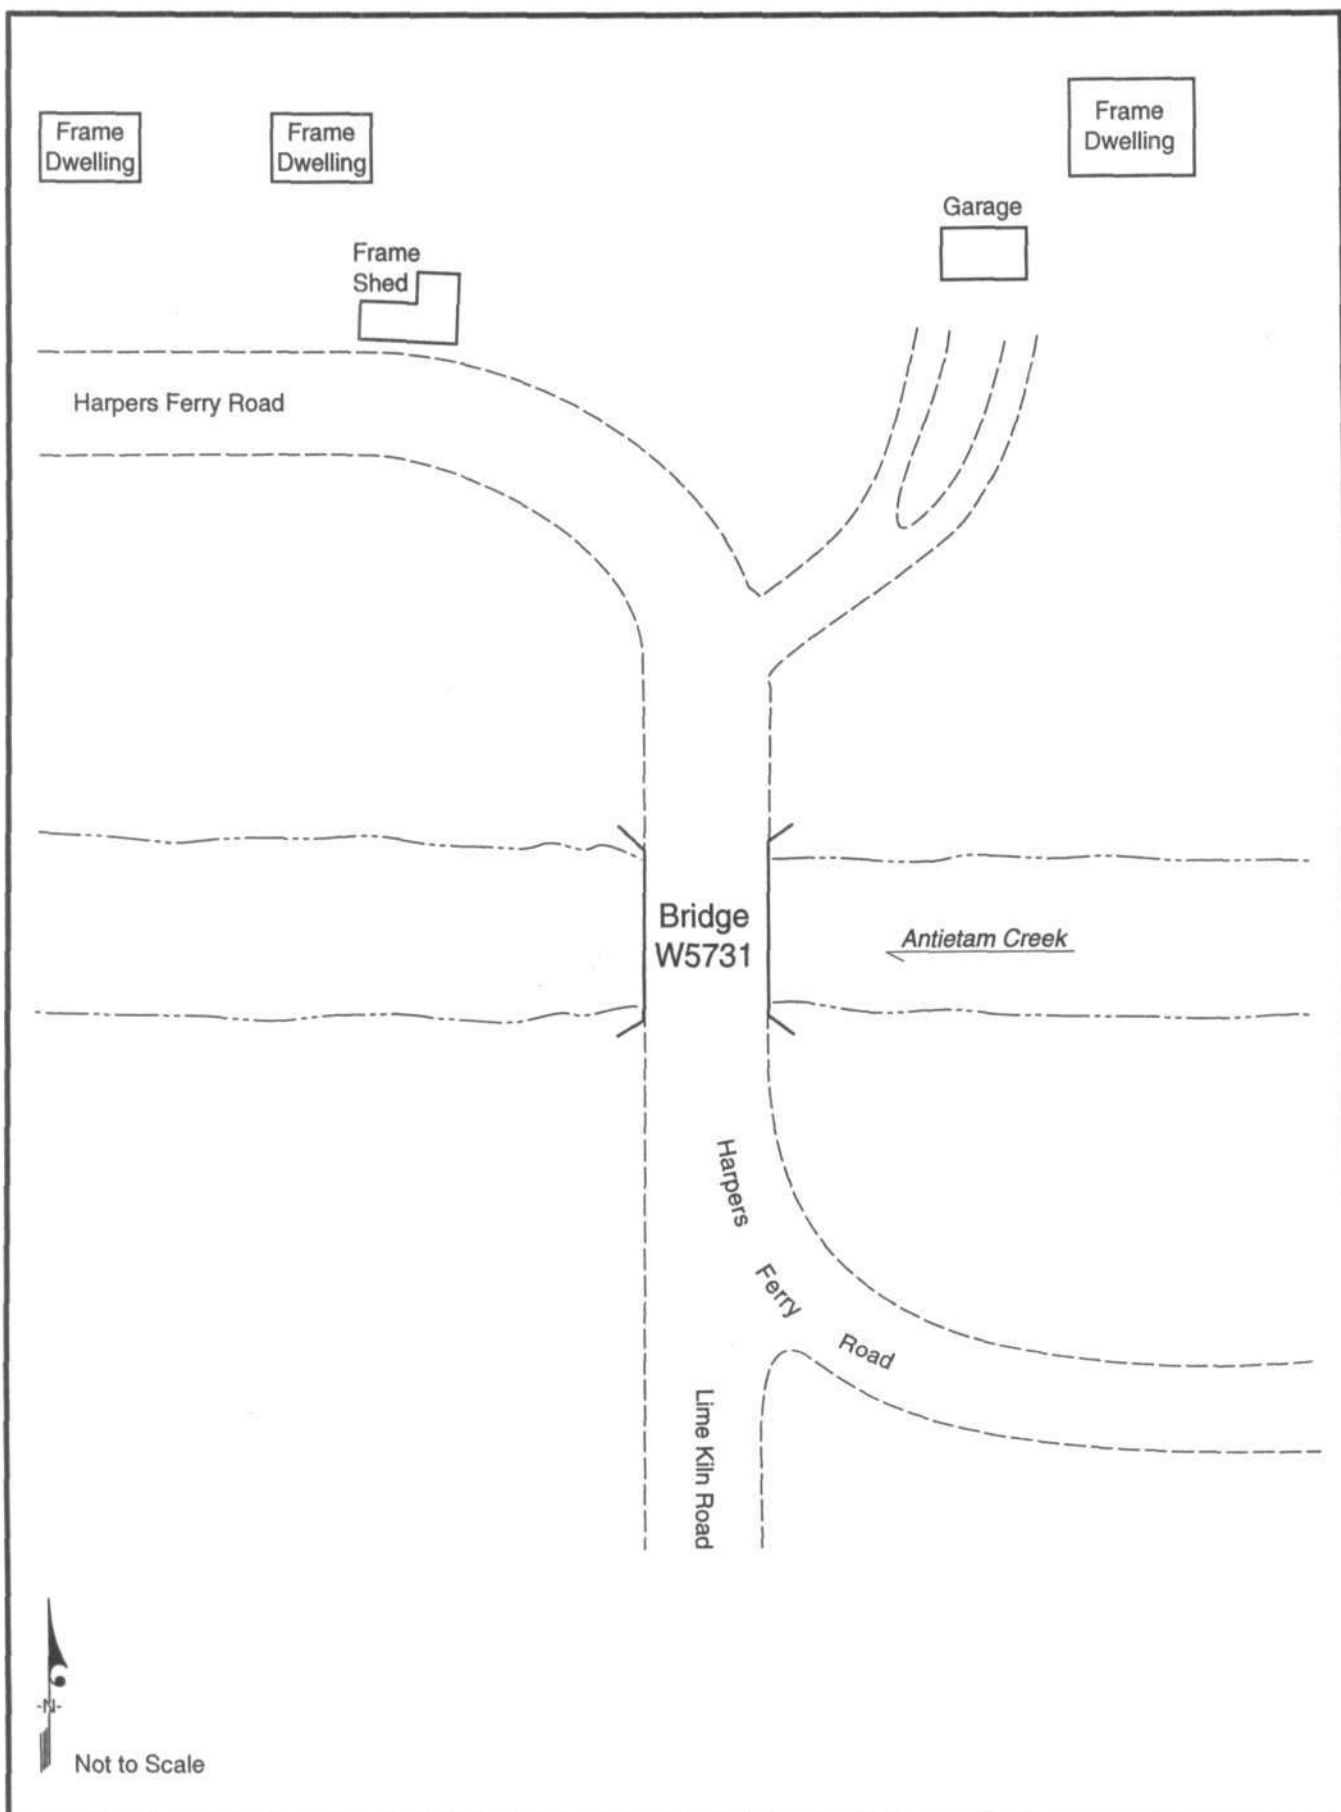 Frame
Dwelling
Frame
Dwelling
Frame
Dwelling
Garage
Frame
Shed
Harpers Ferry Road
Bridge
W5731
Antietam Creek
Harpers
Ferry
Road
Lime Kiln Road
-N-
Not to Scale